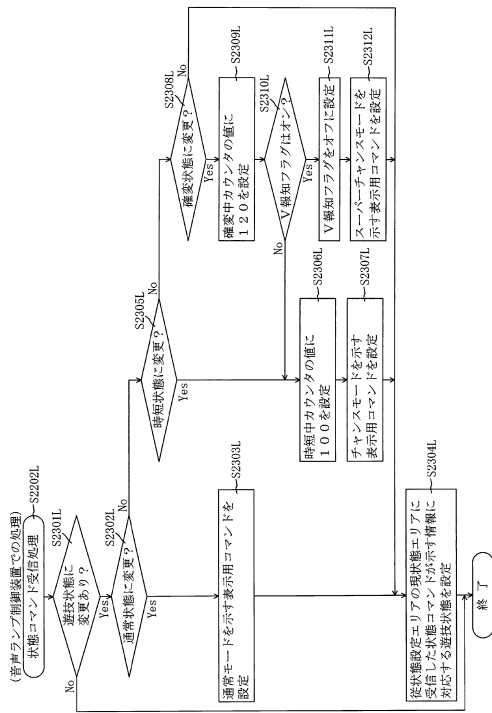 (音声ランプ制御装置での処理)
状態コマンド受信処理
S2202L
遊技状態に
変更あり？
S2301L
No
Yes
通常状態に変更？
S2302L
No
Yes
通常モードを示す表示用コマンドを
設定
S2303L
従状態設定エリアの現状態エリアに
受信した状態コマンドが示す情報に
対応する遊技状態を設定
S2304L
終了
時短状態に変更？
S2305L
No
Yes
時短中カウンタの値に
１００を設定
S2306L
チャンスモードを示す
表示用コマンドを設定
S2307L
確変状態に変更？
S2308L
No
Yes
確変中カウンタの値に
１２０を設定
S2309L
Ｖ報知フラグはオン？
S2310L
No
Yes
Ｖ報知フラグをオフに設定
S2311L
スーパーチャンスモードを
示す表示用コマンドを設定
S2312L